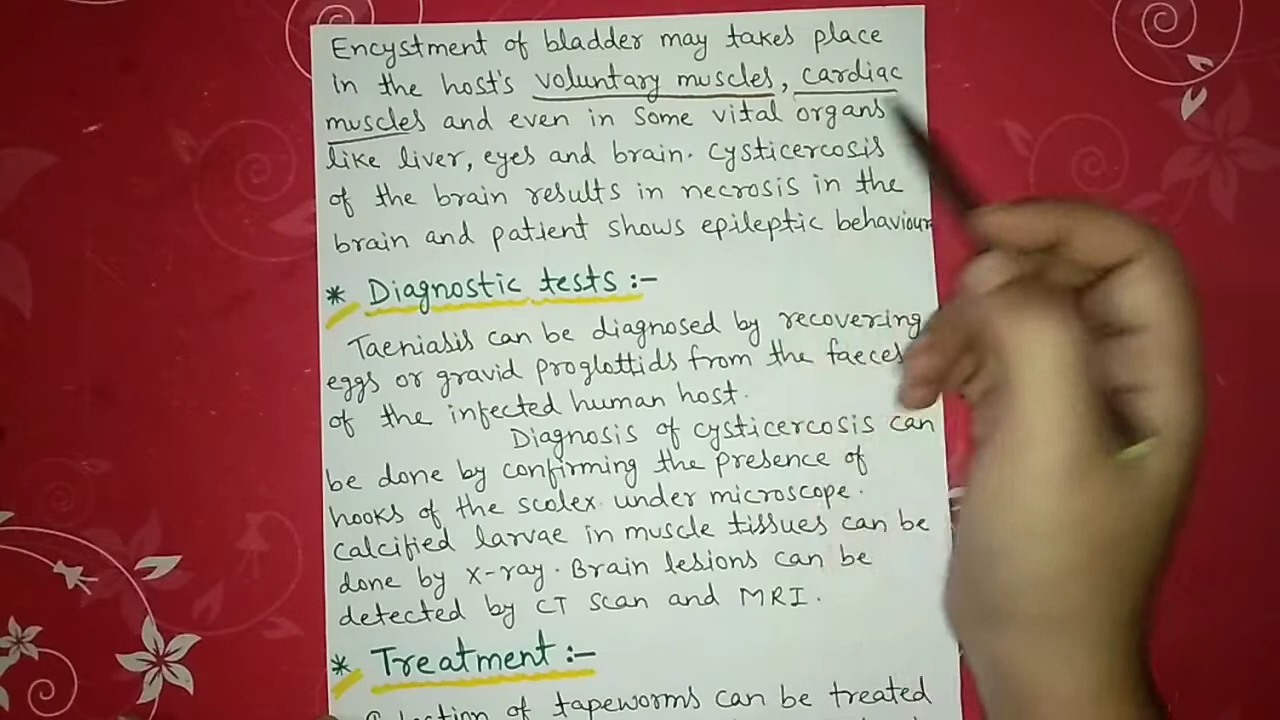 Encystment of bladder may takes place
in the host's voluntary muscles, cardiac
muscles and even in some vital organs
like liver, eyes and brain. Cysticercosis
of the brain results in necrosis in the
brain and patient shows epileptic behaviour
* Diagnostic tests :-
Taeniasis can be diagnosed by recovering
eggs or gravid proglottids from the faeces
of the infected human host.
Diagnosis of cysticercosis can
be done by confirming the presence of
hooks of the scolex under microscope.
Calcified larvae in muscle tissues can be
done by x-ray. Brain lesions can be
detected by CT scan and MRI.
* Treatment :-
of tapeworms can be treated